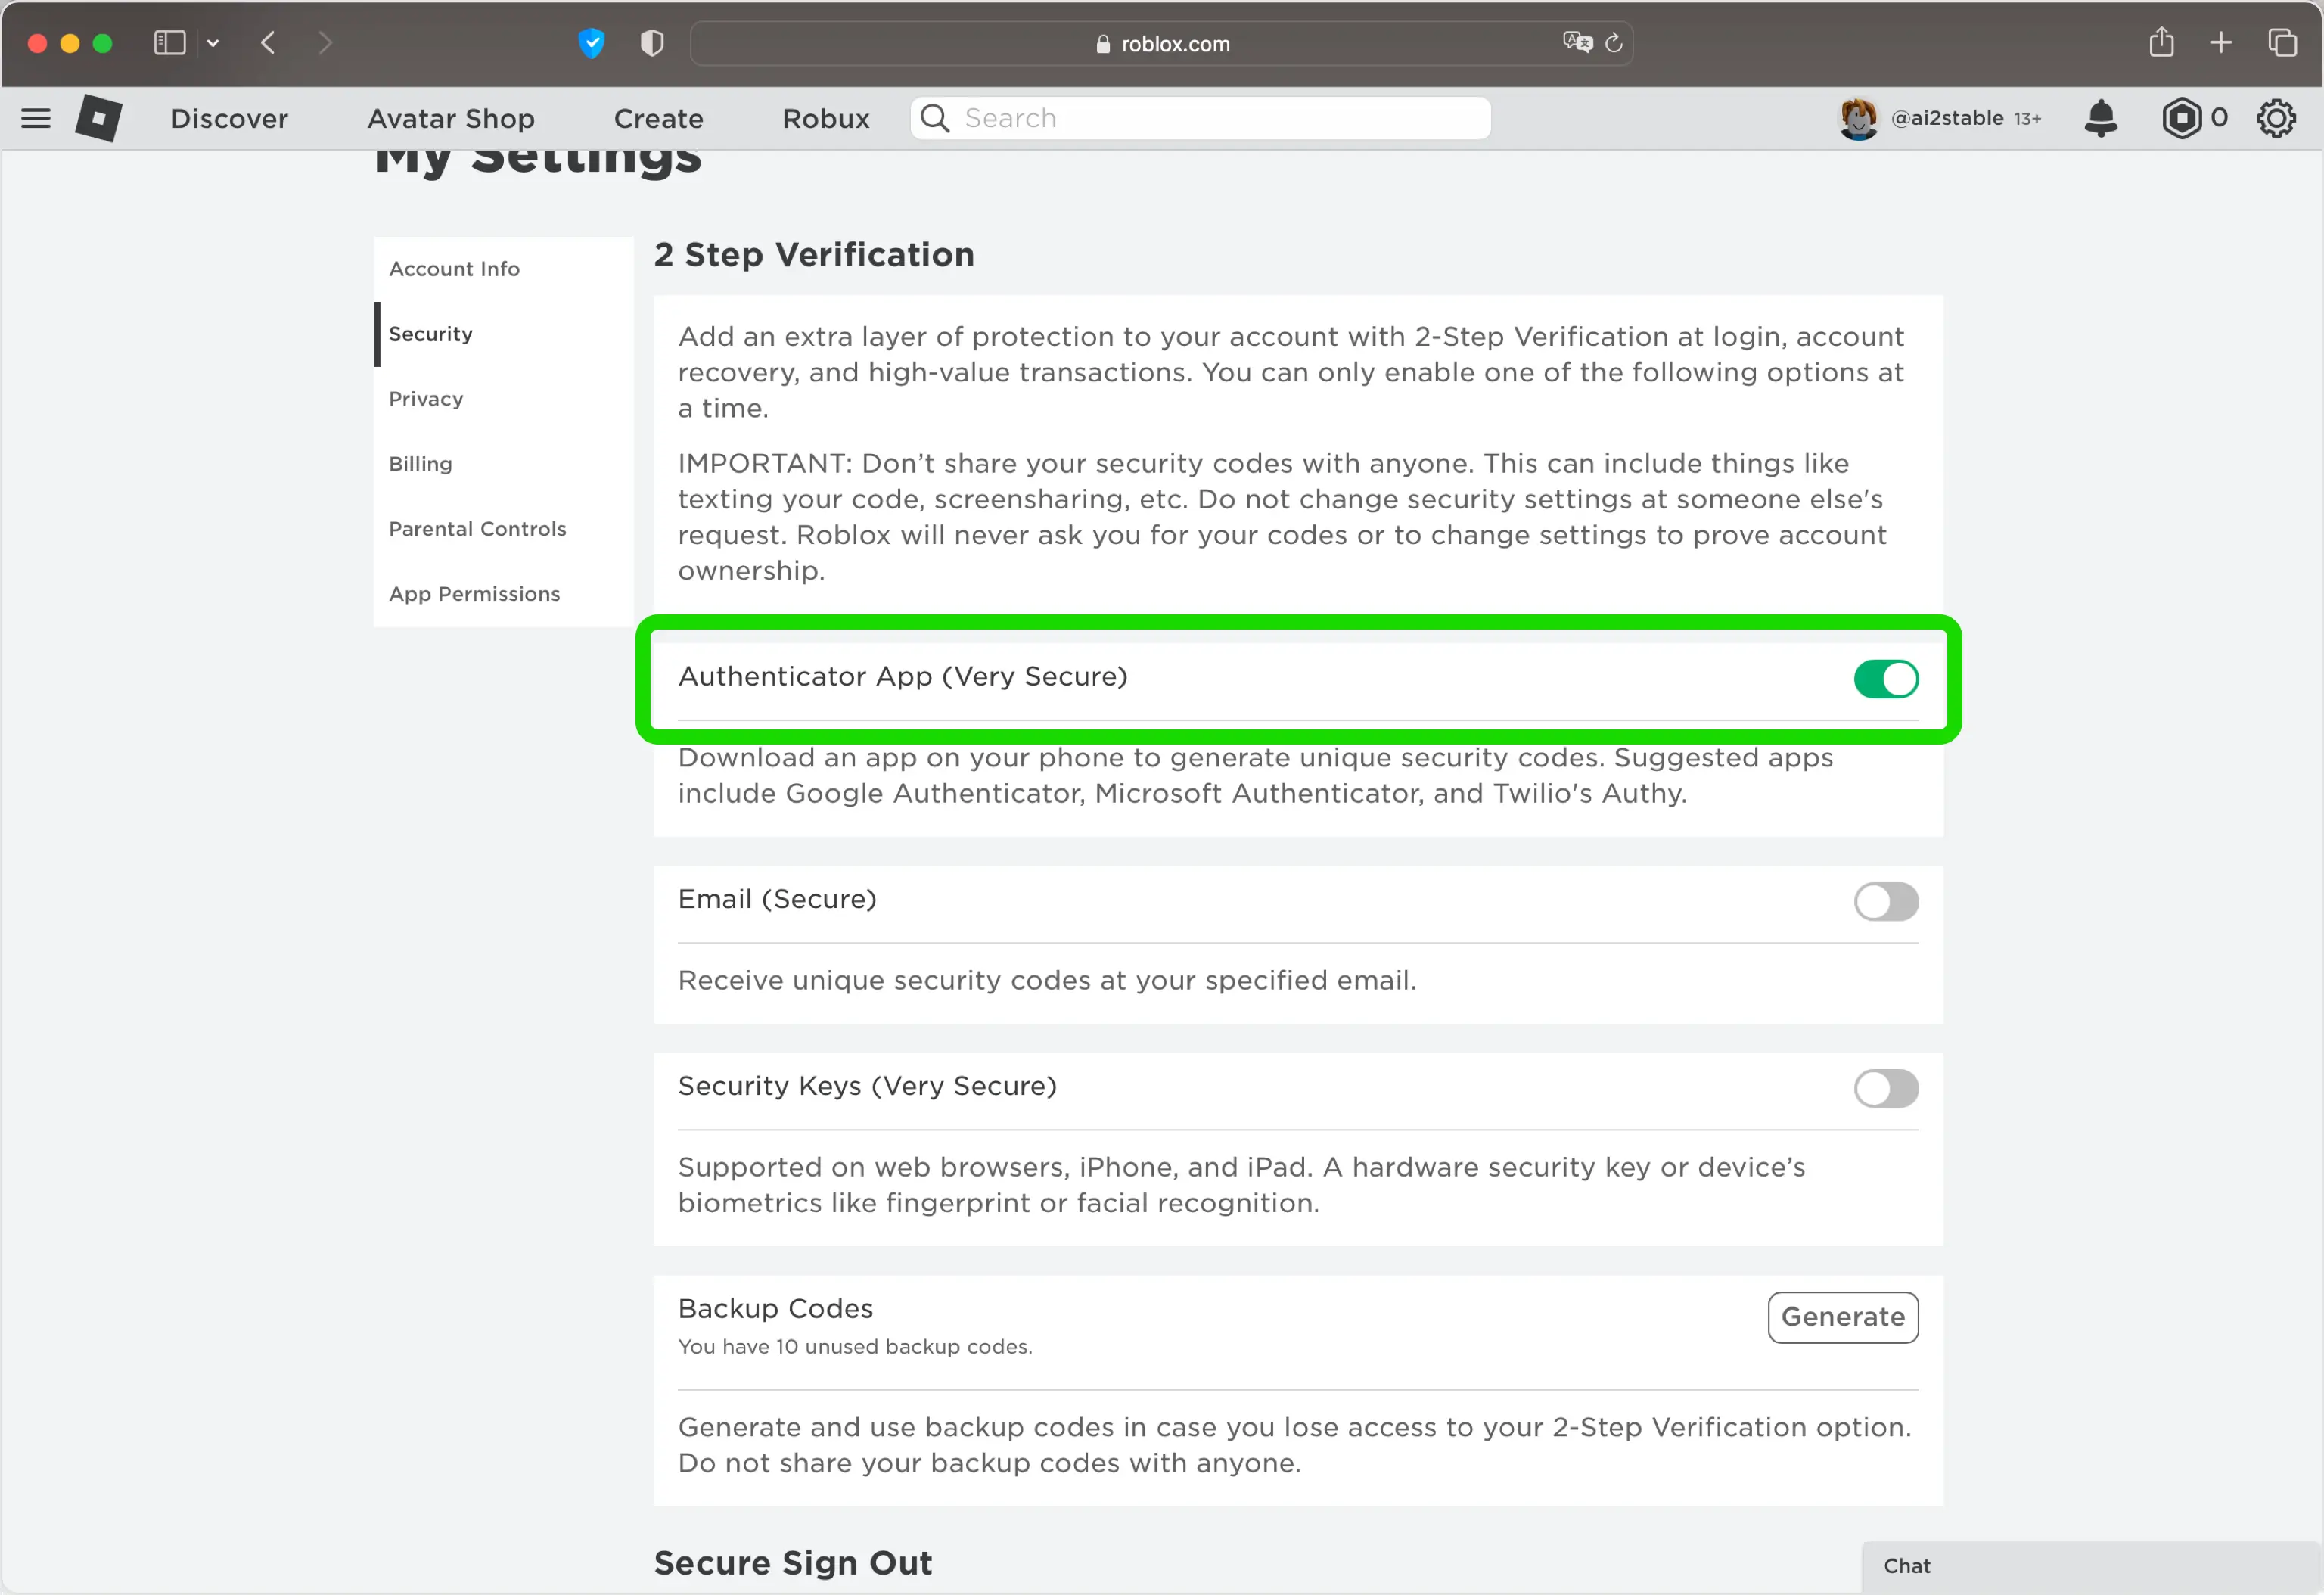 roblox.com
Discover
Avatar Shop
Create
Robux
Search
@ai2stable 13+
0
My Settings
Account Info
Security
Privacy
Billing
Parental Controls
App Permissions
2 Step Verification
Add an extra layer of protection to your account with 2-Step Verification at login, account
recovery, and high-value transactions. You can only enable one of the following options at
a time.
IMPORTANT: Don’t share your security codes with anyone. This can include things like
texting your code, screensharing, etc. Do not change security settings at someone else's
request. Roblox will never ask you for your codes or to change settings to prove account
ownership.
Authenticator App (Very Secure)
Download an app on your phone to generate unique security codes. Suggested apps
include Google Authenticator, Microsoft Authenticator, and Twilio's Authy.
Email (Secure)
Receive unique security codes at your specified email.
Security Keys (Very Secure)
Supported on web browsers, iPhone, and iPad. A hardware security key or device’s
biometrics like fingerprint or facial recognition.
Backup Codes
Generate
You have 10 unused backup codes.
Generate and use backup codes in case you lose access to your 2-Step Verification option.
Do not share your backup codes with anyone.
Secure Sign Out
Chat